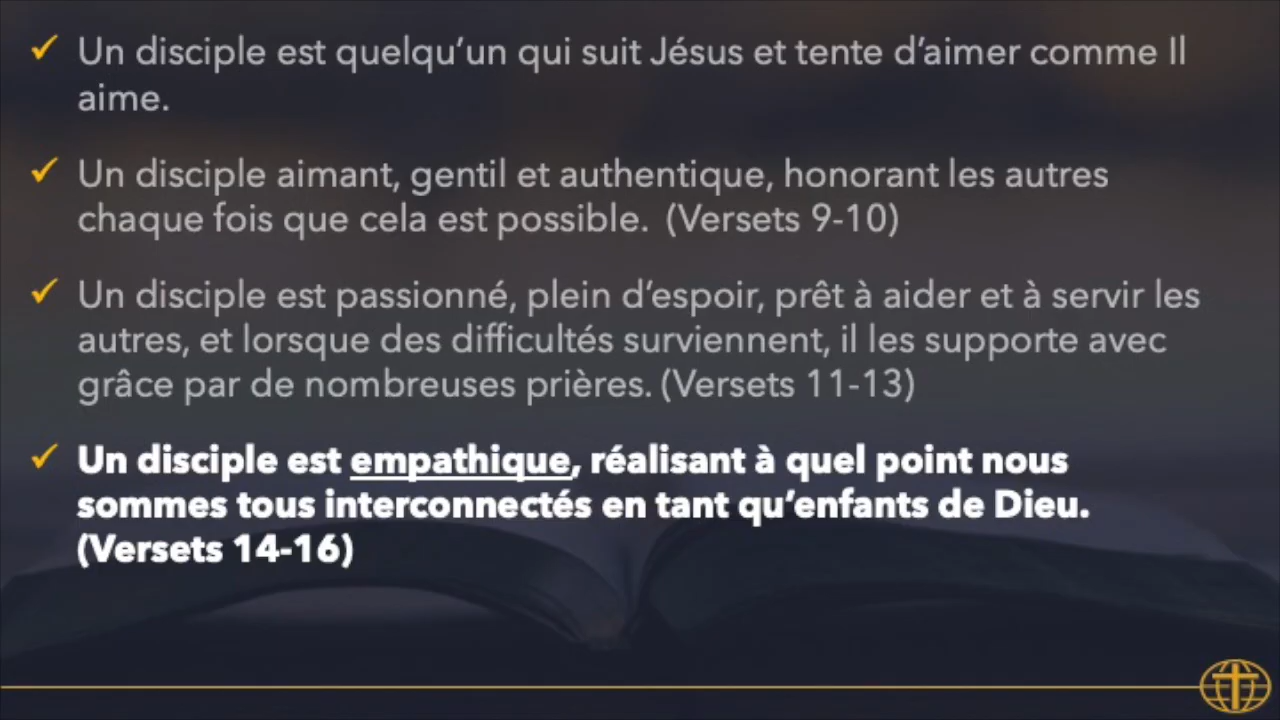 ✓ Un disciple est quelqu’un qui suit Jésus et tente d’aimer comme Il
aime.
✓ Un disciple aimant, gentil et authentique, honorant les autres
chaque fois que cela est possible.  (Versets 9-10)
✓ Un disciple est passionné, plein d’espoir, prêt à aider et à servir les
autres, et lorsque des difficultés surviennent, il les supporte avec
grâce par de nombreuses prières. (Versets 11-13)
✓ Un disciple est empathique, réalisant à quel point nous
sommes tous interconnectés en tant qu’enfants de Dieu.
(Versets 14-16)